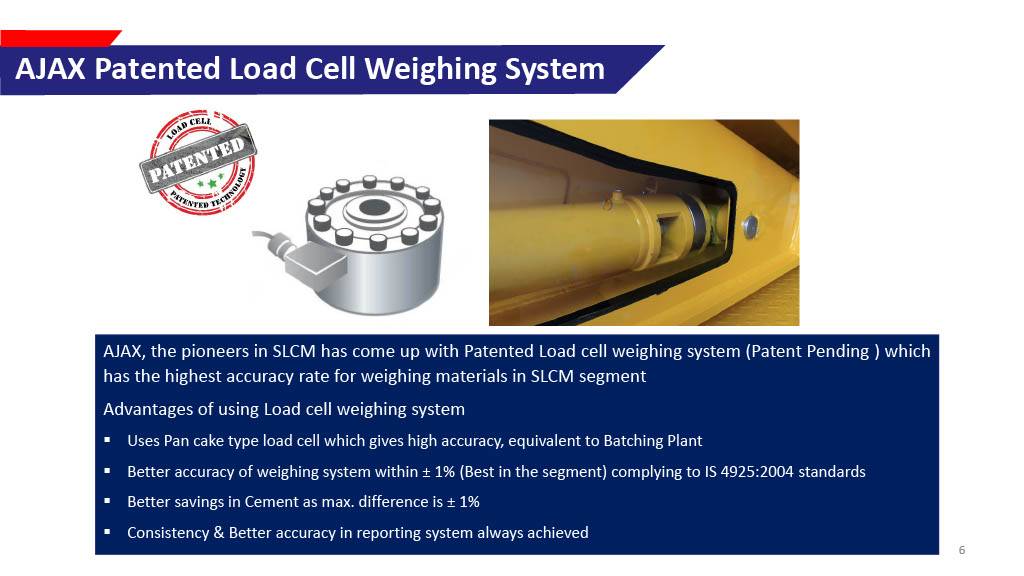 AJAX Patented Load Cell Weighing System
LOAD CELL
PATENTED
PATENTED TECHNOLOGY
AJAX, the pioneers in SLCM has come up with Patented Load cell weighing system (Patent Pending ) which
has the highest accuracy rate for weighing materials in SLCM segment
Advantages of using Load cell weighing system
▪ Uses Pan cake type load cell which gives high accuracy, equivalent to Batching Plant
▪ Better accuracy of weighing system within ± 1% (Best in the segment) complying to IS 4925:2004 standards
▪ Better savings in Cement as max. difference is ± 1%
▪ Consistency & Better accuracy in reporting system always achieved
6